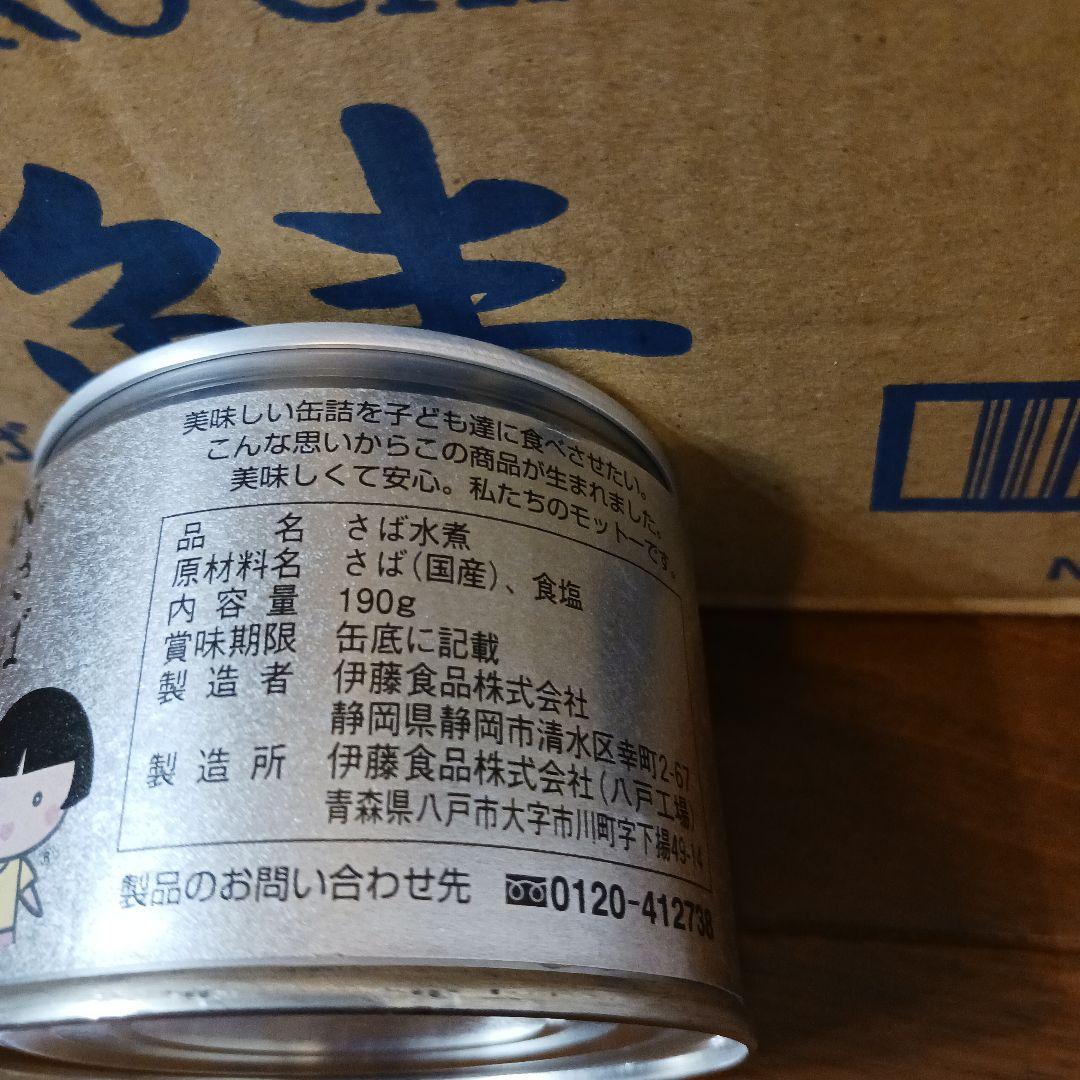 美味しい缶詰を子ども達に食べさせたい。
こんな思いからこの商品が生まれました。
美味しくて安心。私たちのモットーです。
品名 さば水煮
原材料名 さば(国産)、食塩
内容量 190g
賞味期限 缶底に記載
製造者 伊藤食品株式会社
静岡県静岡市清水区幸町2-67
製造所 伊藤食品株式会社(八戸工場)
青森県八戸市大字市川町字下揚49-14
製品のお問い合わせ先 0120-412738